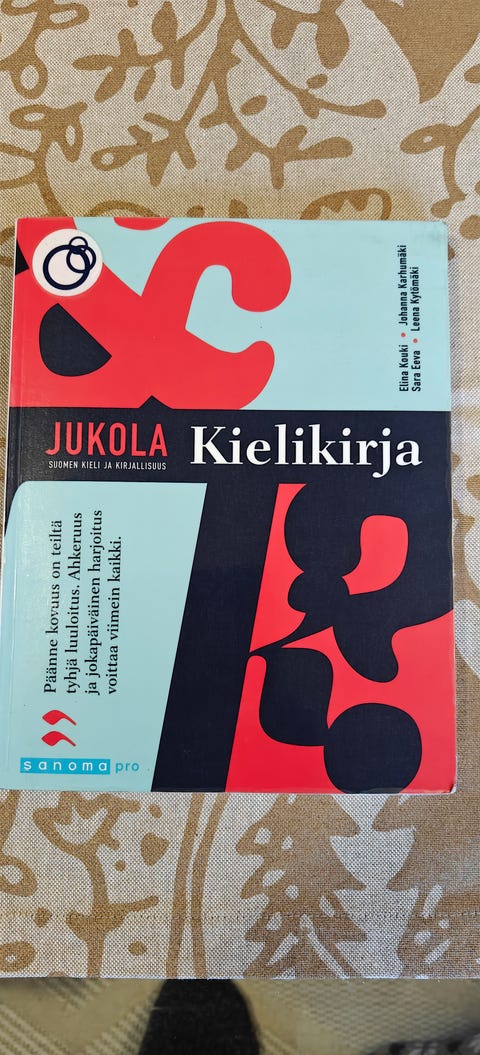 Elina Kouki • Johanna Karhumäki
Sara Eeva • Leena Kytömäki
JUKOLA
SUOMEN KIELI JA KIRJALLISUUS
Kielikirja
Päänne kovuus on teiltä
tyhjä luuloitus. Ahkeruus
ja jokapäiväinen harjoitus
voittaa viimein kaikki.
sanoma pro